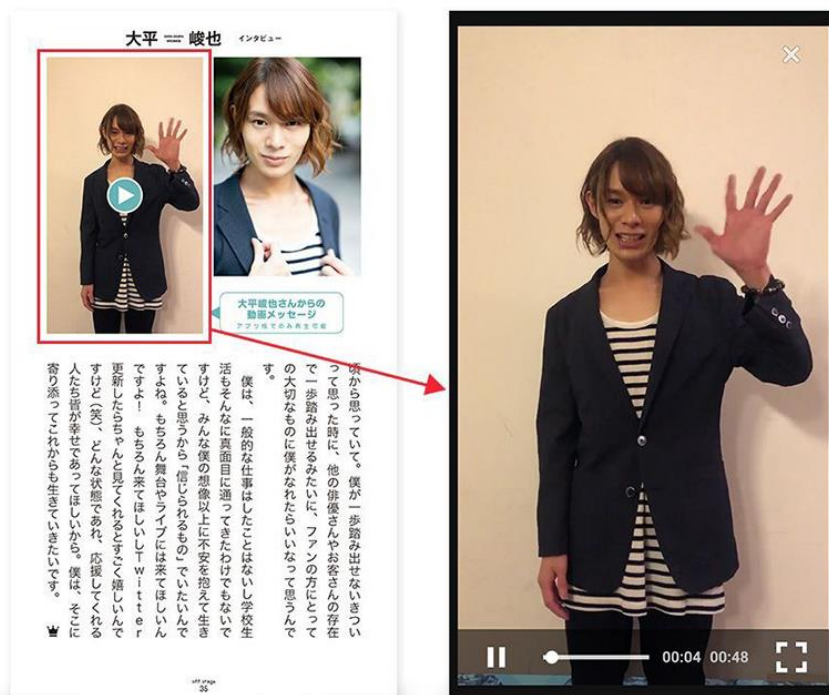 大平 峻也 インタビュー
大平峻也さんからの
動画メッセージ
アプリ版でのみ再生可能
頃から思っていて。僕が一歩踏み出せないきつい
って思った時に、他の俳優さんやお客さんの存在
で一歩踏み出せるみたいに、ファンの方にとって
の大切なものに僕がなれたらいいなって思うんで
す。
僕は、一般的な仕事はしたことはないし学校生
活もそんなに真面目に通ってきたわけでもないで
すけど、みんな僕の想像以上に不安を抱えて生き
ていると思うから「信じられるもの」でいたいんで
すよね。もちろん舞台やライブには来てほしいん
ですよ！ もちろん来てほしいしTwitter
更新したらちゃんと見てくれるとすごく嬉しいんで
すけど（笑）、どんな状態であれ、応援してくれる
人たち皆が幸せであってほしいから。僕は、そこに
寄り添ってこれからも生きていきたいです。
off stage
35
00:04 00:48